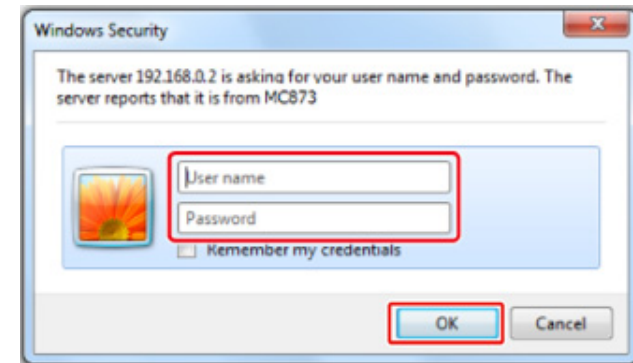 Windows Security
The server 192.168.0.2 is asking for your user name and password. The
server reports that it is from MC873
User name
Password
Remember my credentials
OK
Cancel